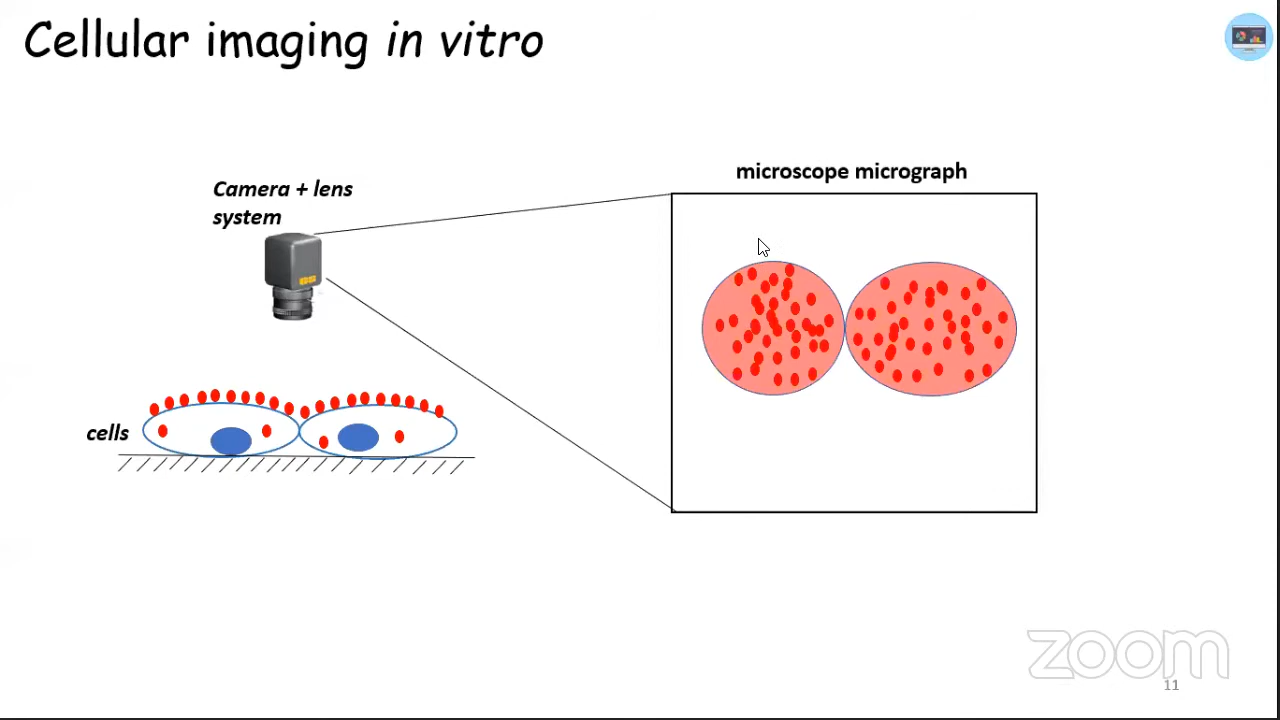 Cellular imaging in vitro
microscope micrograph
Camera + lens
system
cells
zoom
11